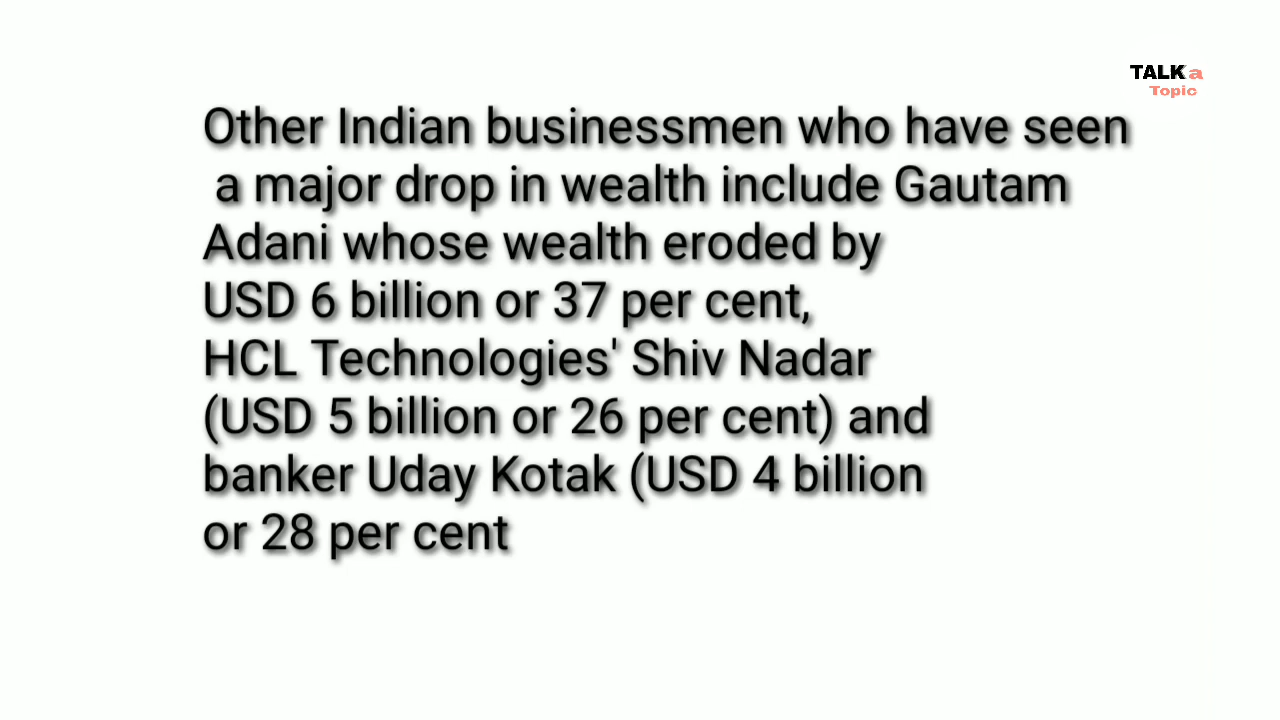 TALK a
Topic
Other Indian businessmen who have seen
a major drop in wealth include Gautam
Adani whose wealth eroded by
USD 6 billion or 37 per cent,
HCL Technologies' Shiv Nadar
(USD 5 billion or 26 per cent) and
banker Uday Kotak (USD 4 billion
or 28 per cent